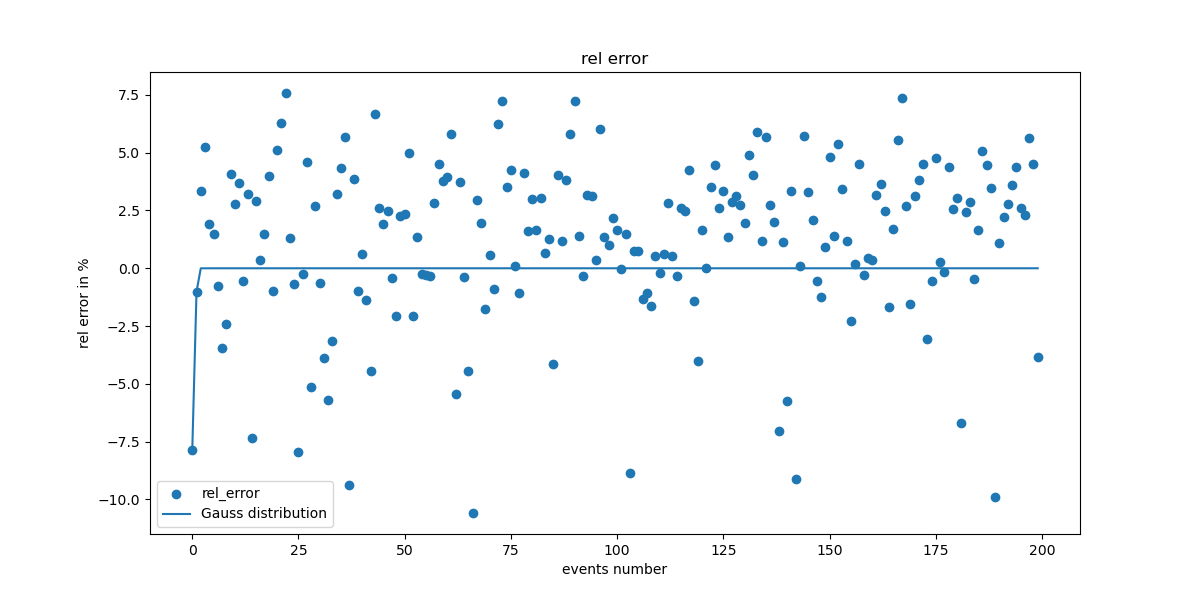 rel error
7.5
5.0
2.5
0.0
−2.5
−5.0
−7.5
−10.0
rel error in %
rel_error
Gauss distribution
0 25 50 75 100 125 150 175 200
events number